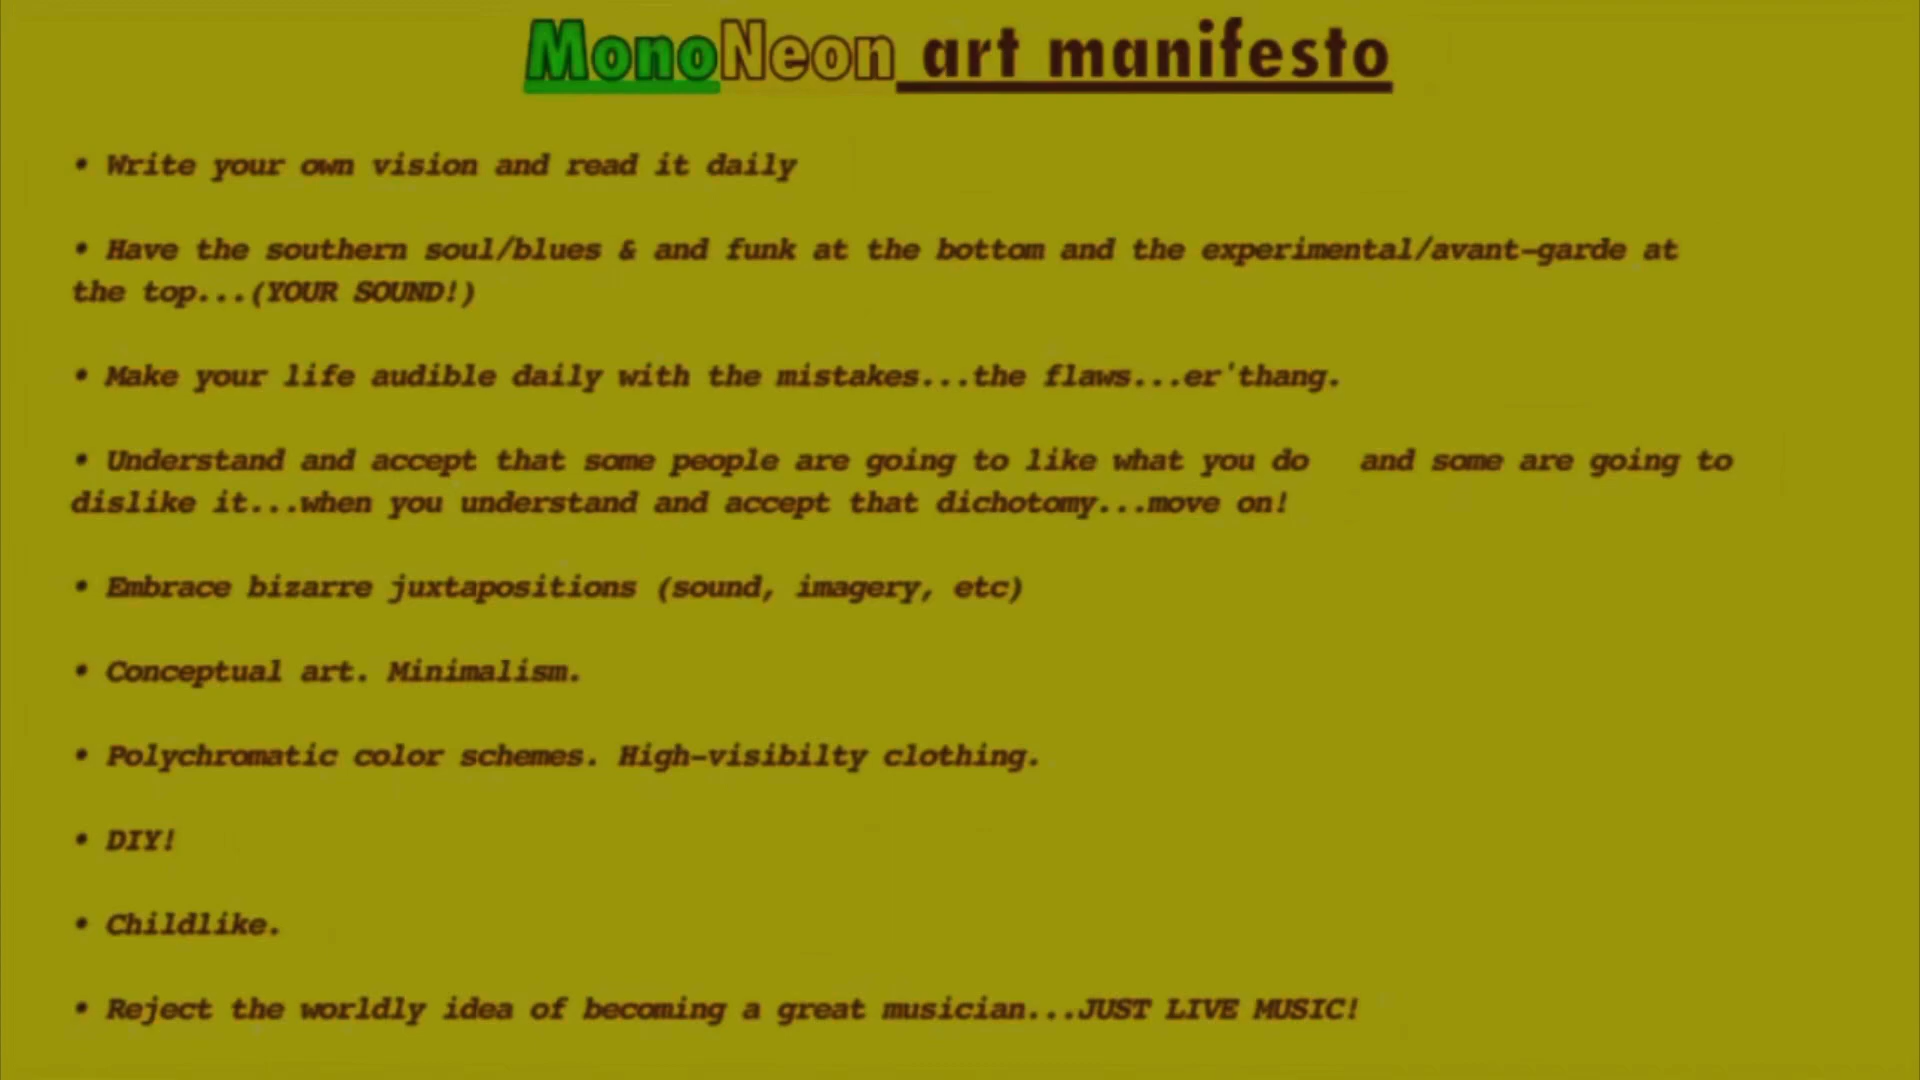 MonoNeon art manifesto
• Write your own vision and read it daily
• Have the southern soul/blues & and funk at the bottom and the experimental/avant-garde at
the top...(YOUR SOUND!)
• Make your life audible daily with the mistakes...the flaws...er'thang.
• Understand and accept that some people are going to like what you do   and some are going to
dislike it...when you understand and accept that dichotomy...move on!
• Embrace bizarre juxtapositions (sound, imagery, etc)
• Conceptual art. Minimalism.
• Polychromatic color schemes. High-visibilty clothing.
• DIY!
• Childlike.
• Reject the worldly idea of becoming a great musician...JUST LIVE MUSIC!